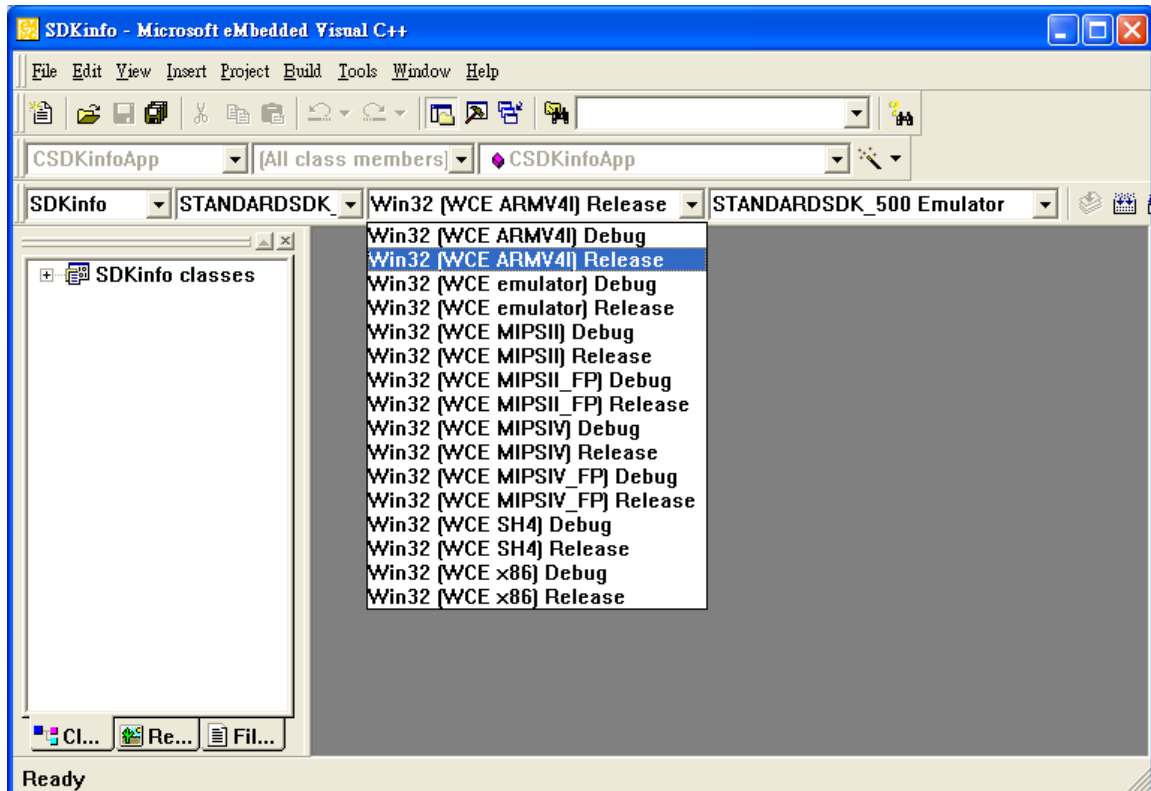 SDKinfo - Microsoft eMbedded Visual C++
File Edit View Insert Project Build Tools Window Help
CSDKinfoApp [All class members] CSDKinfoApp
SDKinfo STANDARDSDK_ Win32 (WCE ARMV4I) Release STANDARDSDK_500 Emulator
Win32 (WCE ARMV4I) Debug
Win32 (WCE ARMV4I) Release
Win32 (WCE emulator) Debug
Win32 (WCE emulator) Release
Win32 (WCE MIPSII) Debug
Win32 (WCE MIPSII) Release
Win32 (WCE MIPSII_FP) Debug
Win32 (WCE MIPSII_FP) Release
Win32 (WCE MIPSIV) Debug
Win32 (WCE MIPSIV) Release
Win32 (WCE MIPSIV_FP) Debug
Win32 (WCE MIPSIV_FP) Release
Win32 (WCE SH4) Debug
Win32 (WCE SH4) Release
Win32 (WCE x86) Debug
Win32 (WCE x86) Release
SDKinfo classes
Cl... Re... Fil...
Ready